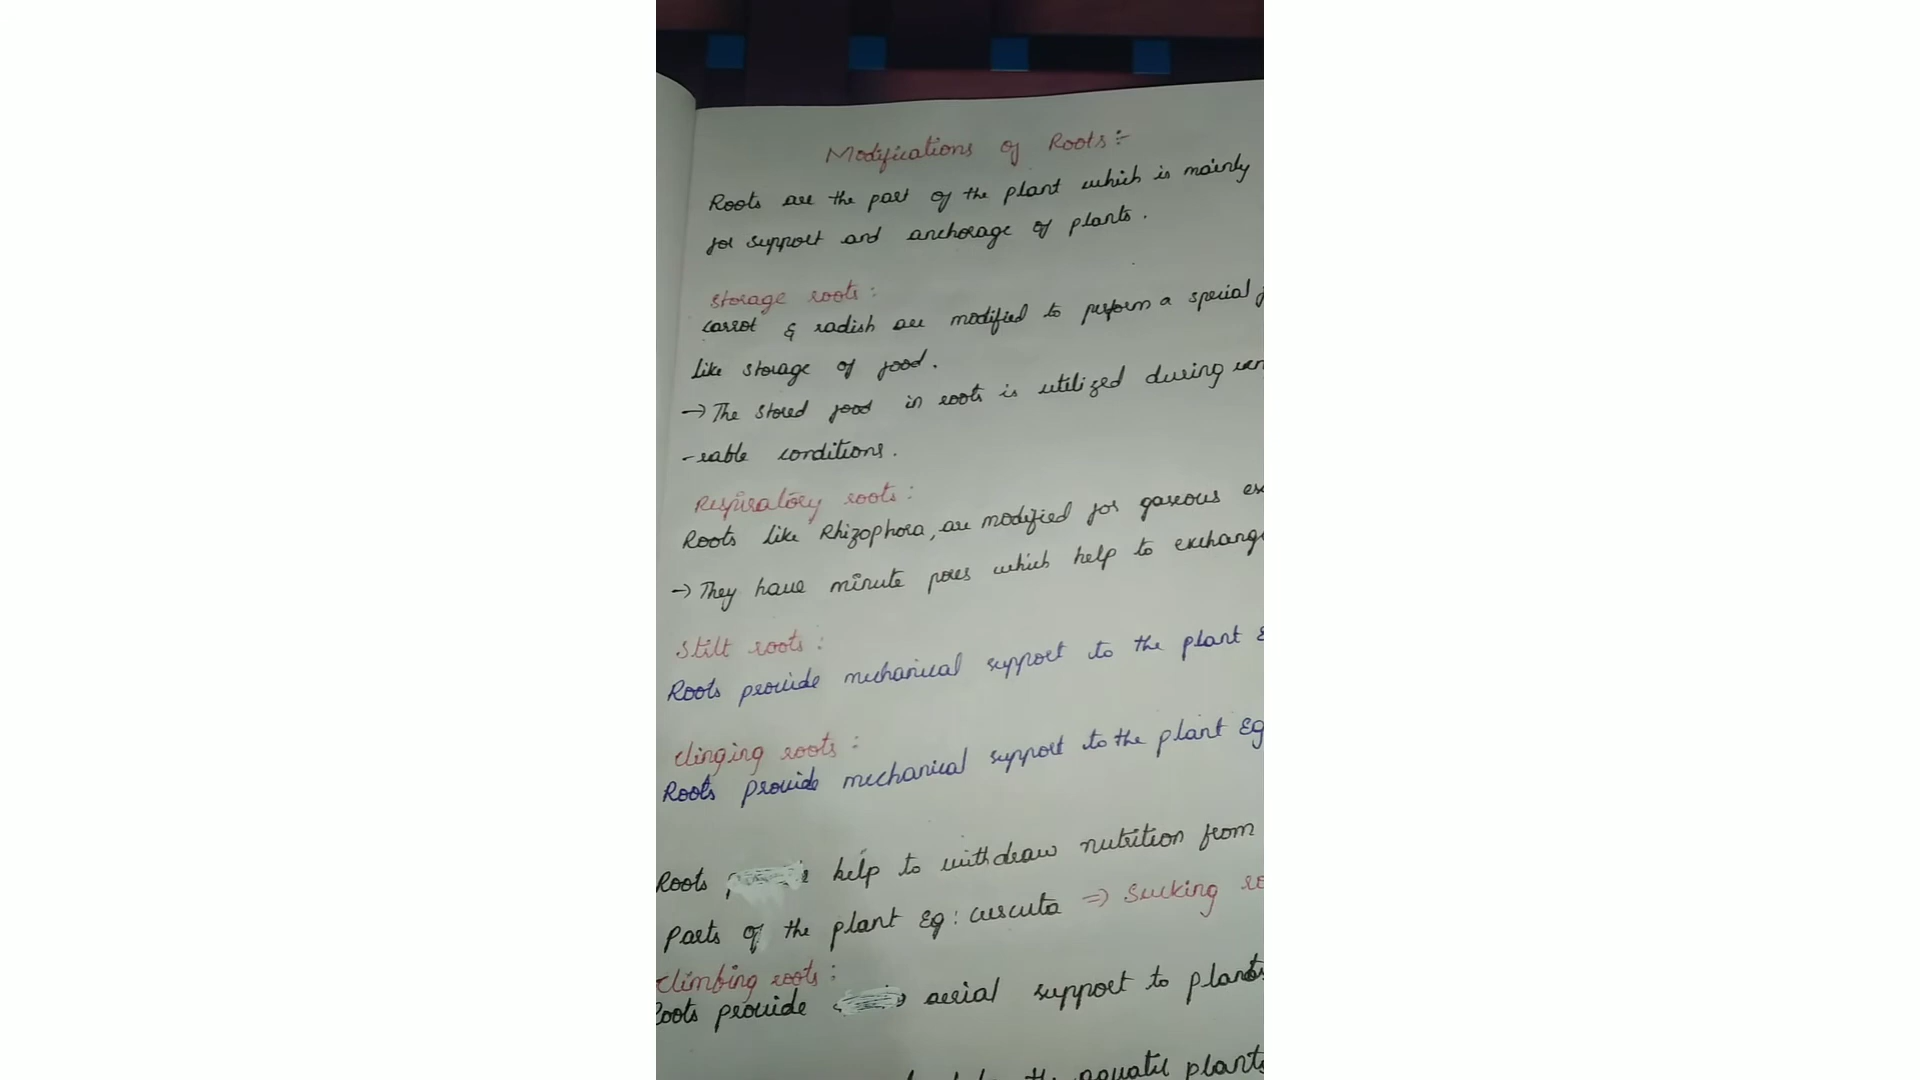 Modifications of Roots:-
Roots are the part of the plant which is mainly
for support and anchorage of plants.
Storage roots:
carrot & radish are modified to perform a special
like storage of food.
→ The stored food in roots is utilized during
-rable conditions.
Respiratory roots:
Roots like Rhizophora, are modified for gaseous
→ They have minute pores which help to exchange
Stilt roots:
Roots provide mechanical support to the plant
clinging roots:
Roots provide mechanical support to the plant Eg
Roots help to withdraw nutrition from
Parts of the plant Eg: cuscuta ⇒ Sucking
climbing roots:
Roots provide aerial support to plants
the aquatic plants